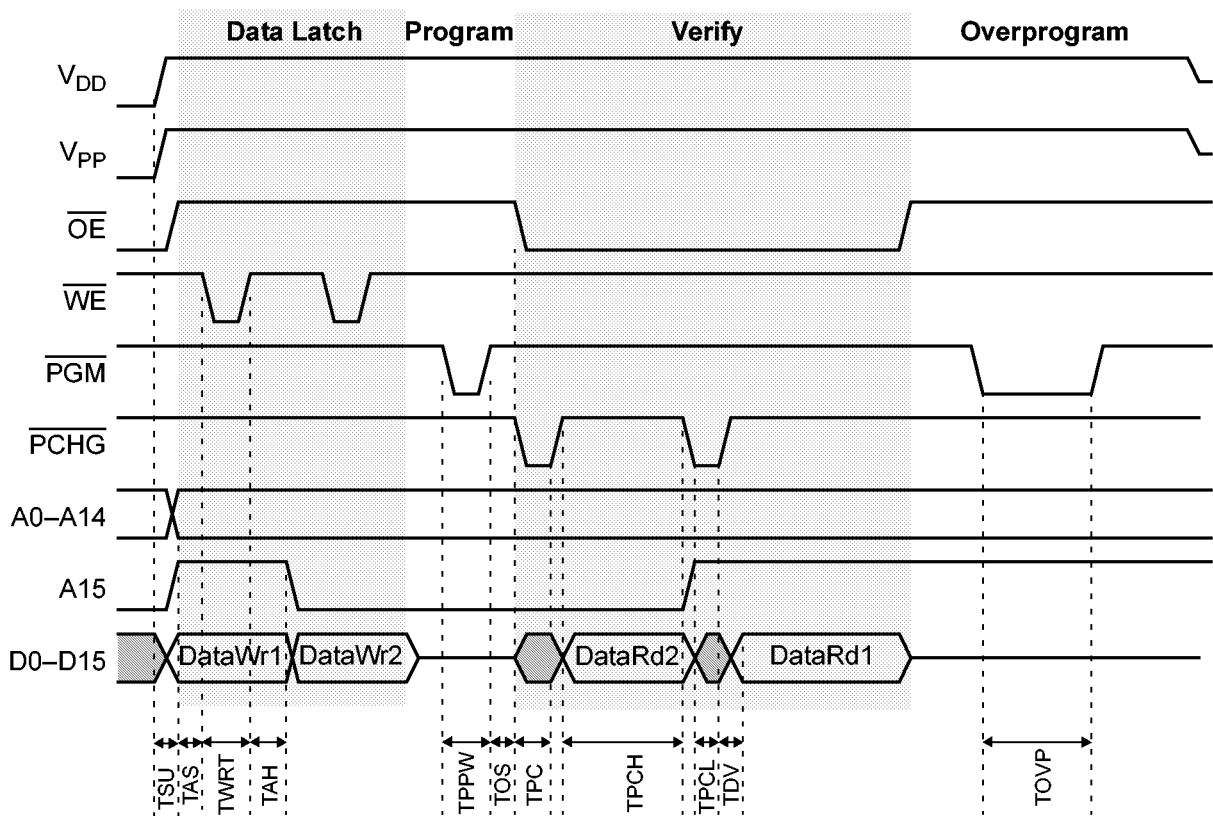 Data Latch Program Verify Overprogram
VDD
VPP
OE
WE
PGM
PCHG
A0–A14
A15
D0–D15 DataWr1 DataWr2 DataRd2 DataRd1
TSU TAS TWRT TAH TPPW TOS TPC TPCH TPCL TDV TOVP